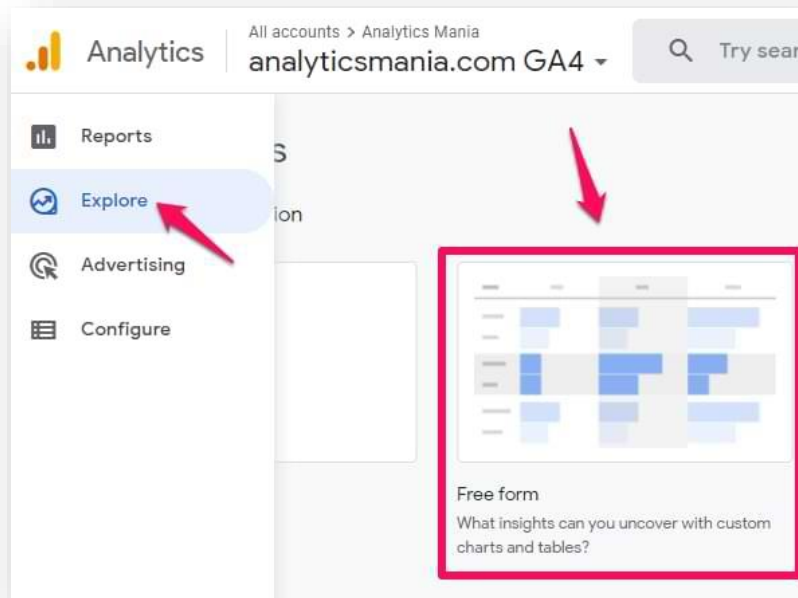 Analytics
All accounts > Analytics Mania
analyticsmania.com GA4
Try sear
Reports
s
Explore
ion
Advertising
Configure
Free form
What insights can you uncover with custom
charts and tables?